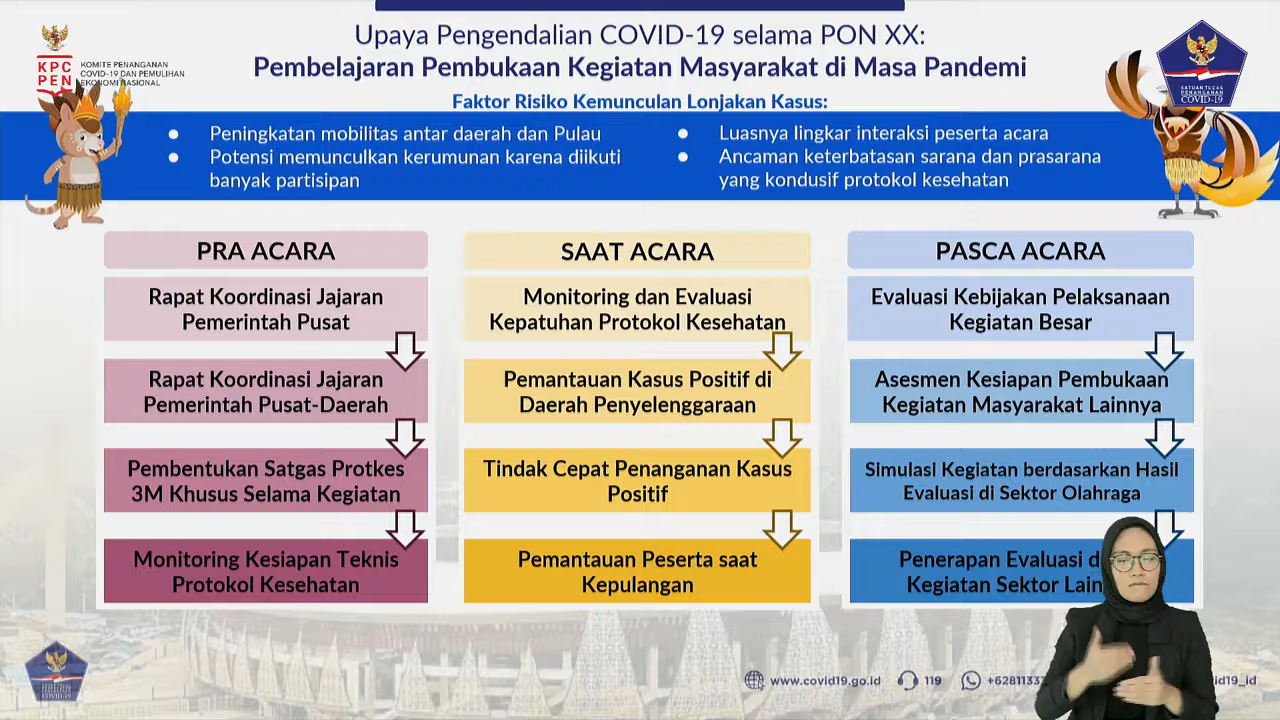 Upaya Pengendalian COVID-19 selama PON XX:
Pembelajaran Pembukaan Kegiatan Masyarakat di Masa Pandemi
KPC
PEN
KOMITE PENANGANAN
COVID-19 DAN PEMULIHAN
EKONOMI NASIONAL
SATUAN TUGAS
PENANGANAN
COVID-19
Faktor Risiko Kemunculan Lonjakan Kasus:
● Peningkatan mobilitas antar daerah dan Pulau
● Potensi memunculkan kerumunan karena diikuti
banyak partisipan
● Luasnya lingkar interaksi peserta acara
● Ancaman keterbatasan sarana dan prasarana
yang kondusif protokol kesehatan
PRA ACARA
Rapat Koordinasi Jajaran
Pemerintah Pusat
Rapat Koordinasi Jajaran
Pemerintah Pusat-Daerah
Pembentukan Satgas Protkes
3M Khusus Selama Kegiatan
Monitoring Kesiapan Teknis
Protokol Kesehatan
SAAT ACARA
Monitoring dan Evaluasi
Kepatuhan Protokol Kesehatan
Pemantauan Kasus Positif di
Daerah Penyelenggaraan
Tindak Cepat Penanganan Kasus
Positif
Pemantauan Peserta saat
Kepulangan
PASCA ACARA
Evaluasi Kebijakan Pelaksanaan
Kegiatan Besar
Asesmen Kesiapan Pembukaan
Kegiatan Masyarakat Lainnya
Simulasi Kegiatan berdasarkan Hasil
Evaluasi di Sektor Olahraga
Penerapan Evaluasi
Kegiatan Sektor Lain
COVID-19
www.covid19.go.id 119